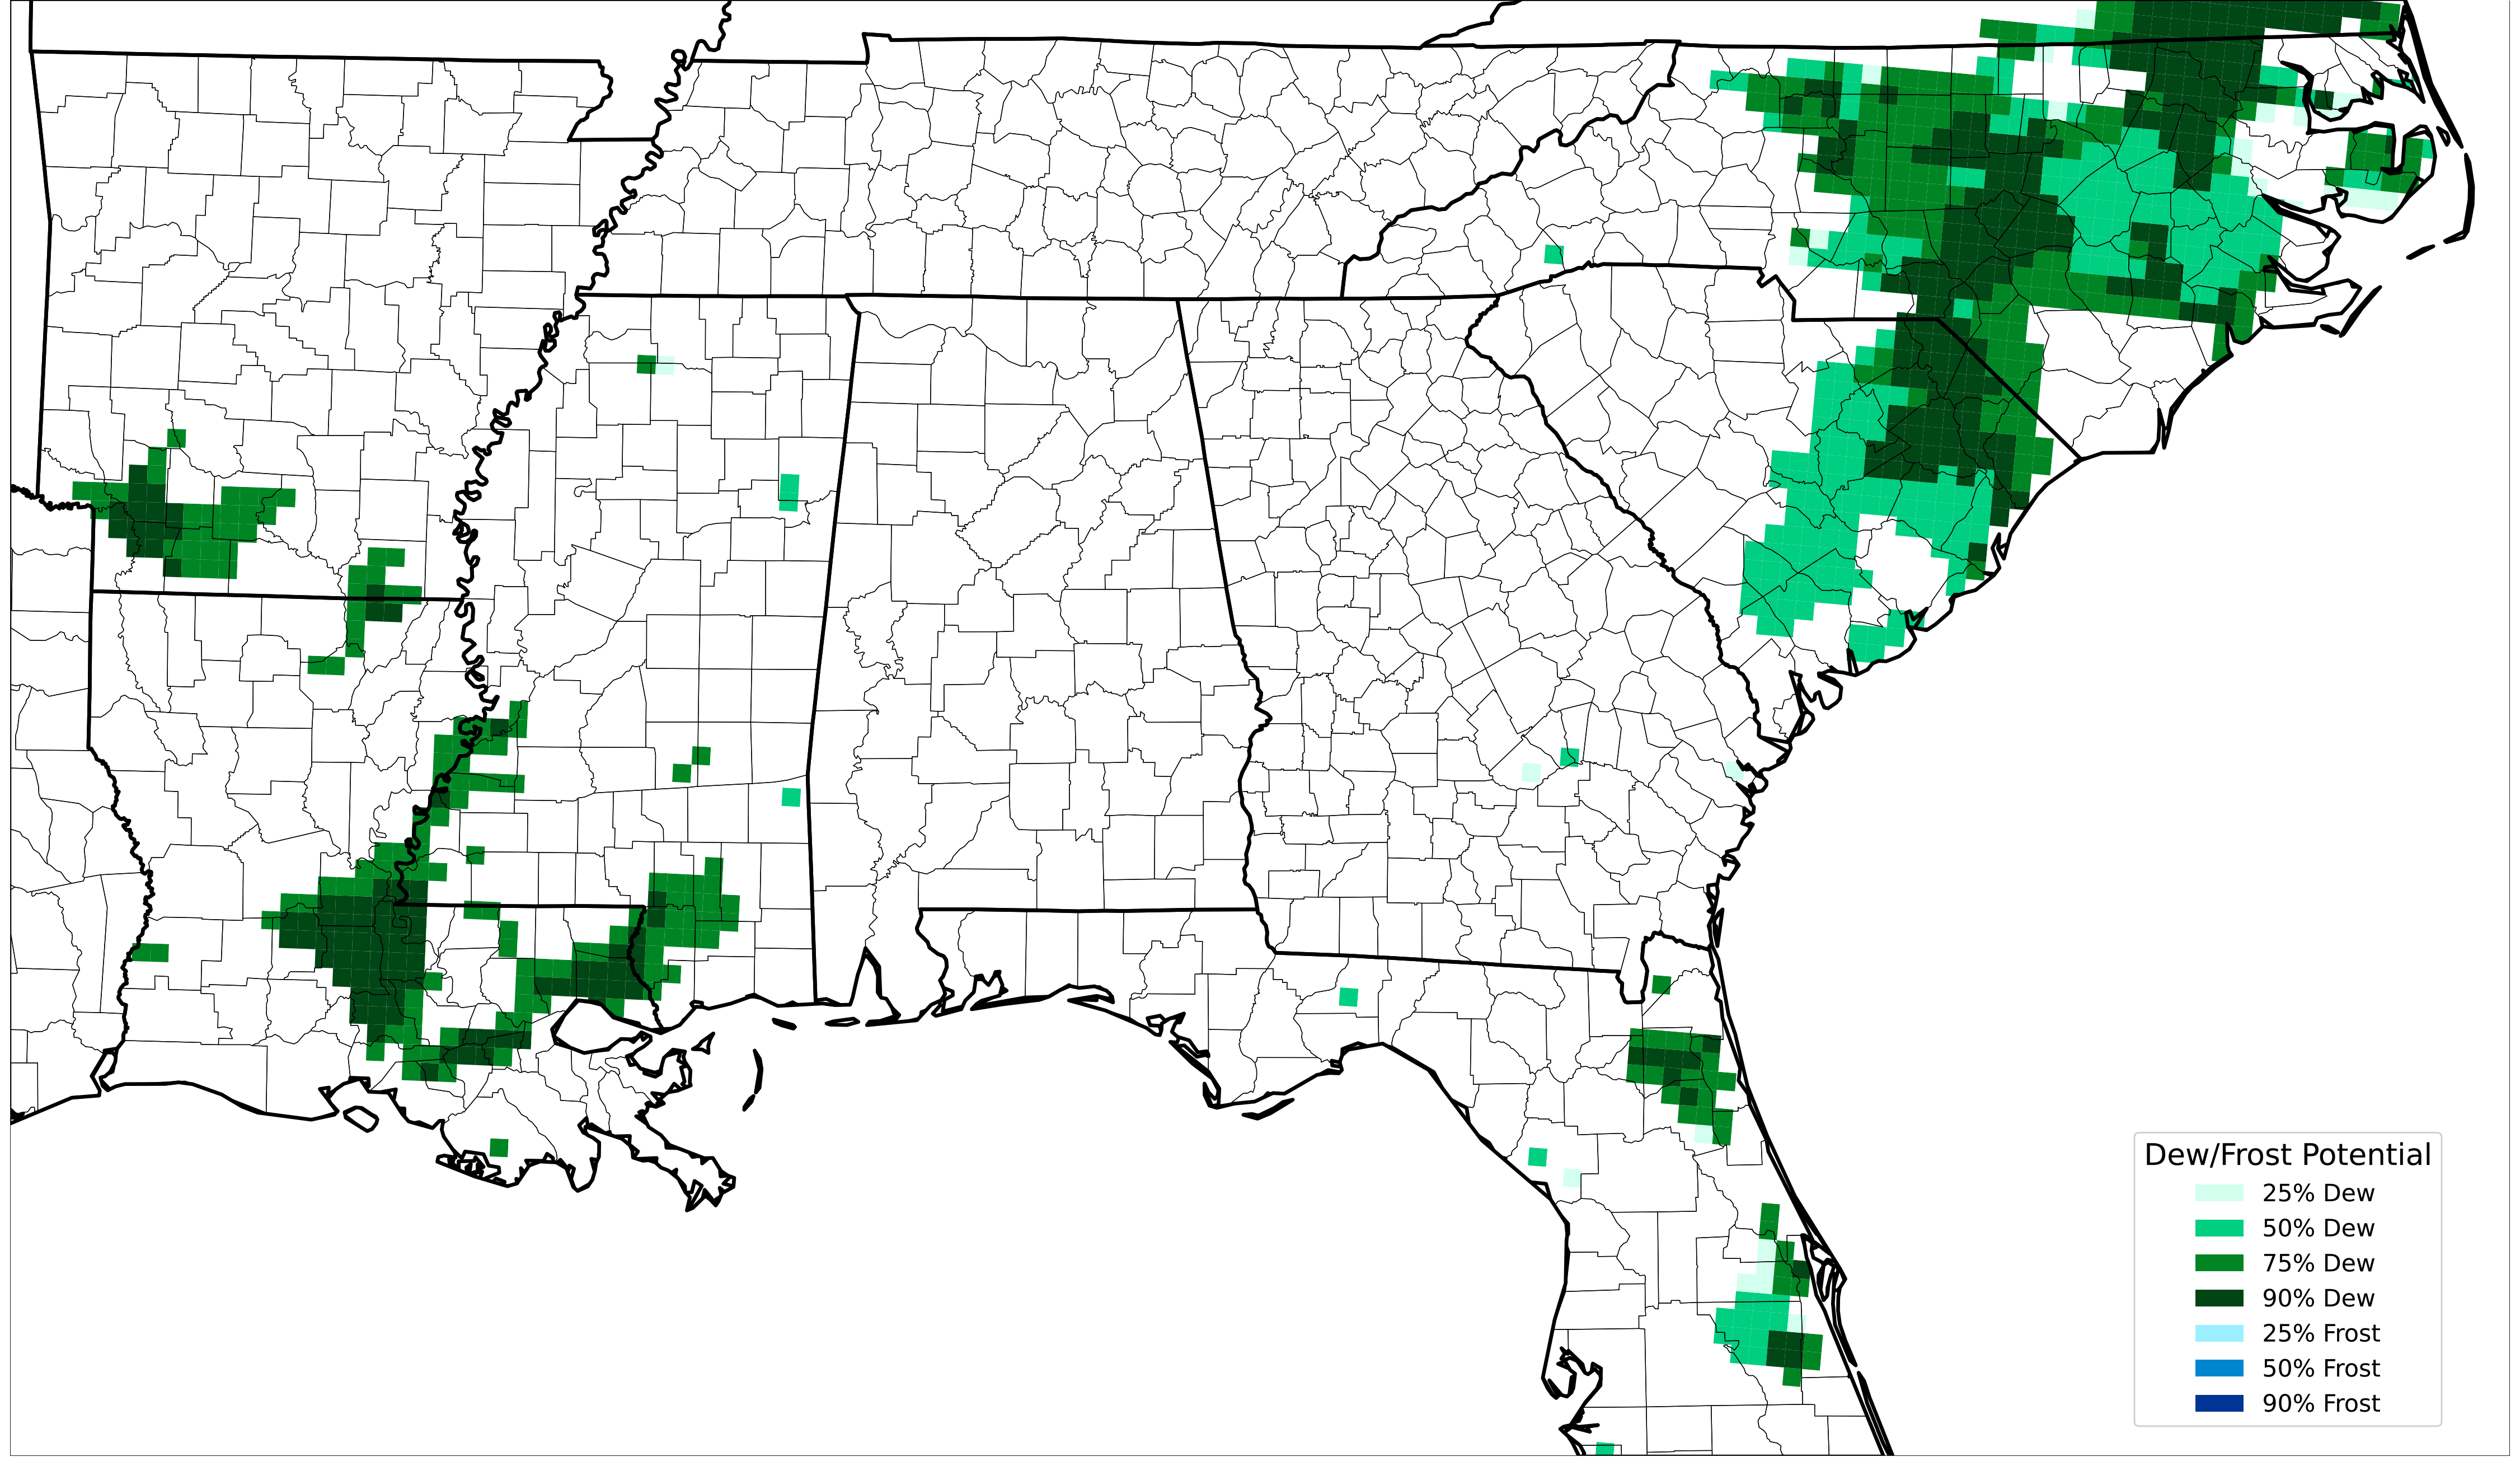 Dew/Frost Potential
25% Dew
50% Dew
75% Dew
90% Dew
25% Frost
50% Frost
90% Frost